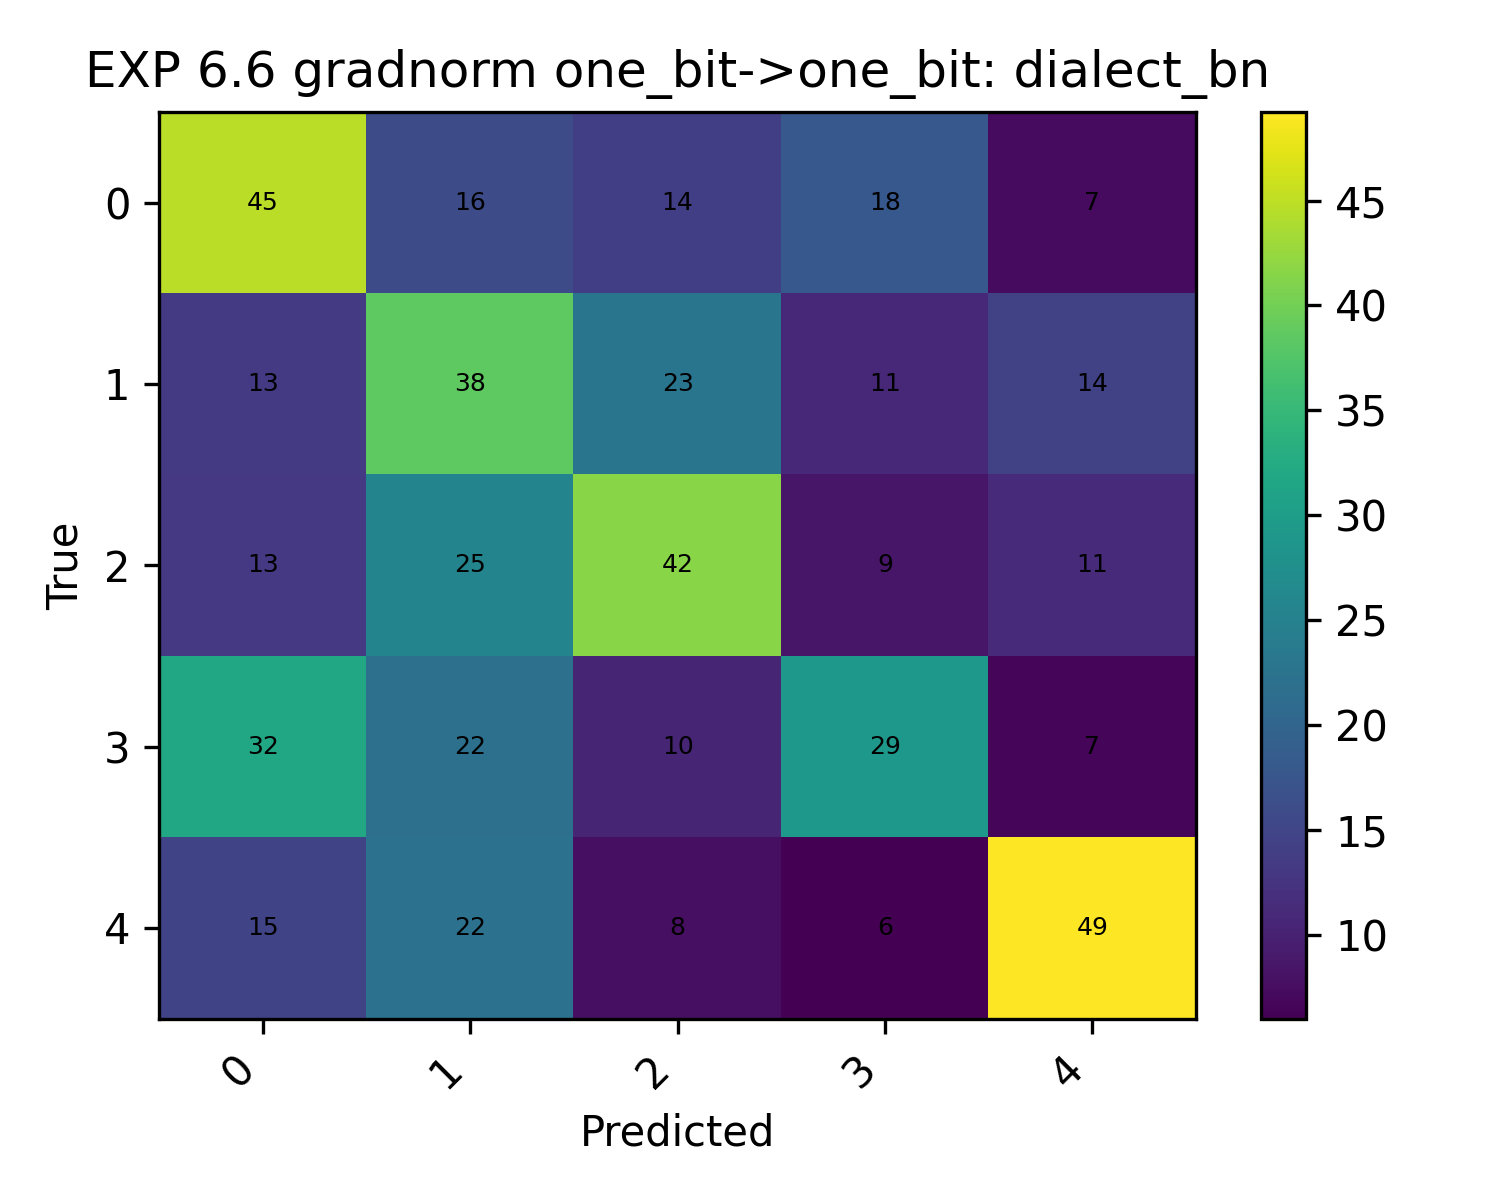 EXP 6.6 gradnorm one_bit->one_bit: dialect_bn
0 45 16 14 18 7
1 13 38 23 11 14
2 13 25 42 9 11
3 32 22 10 29 7
4 15 22 8 6 49
0 1 2 3 4
True
Predicted
45
40
35
30
25
20
15
10